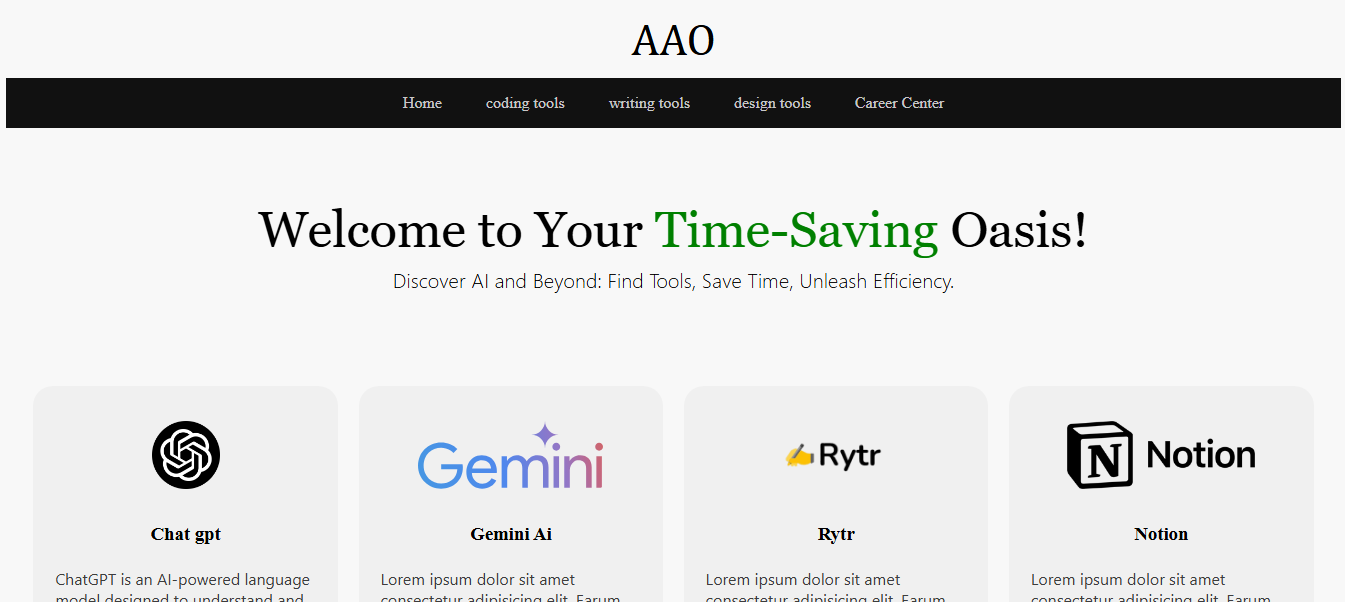 AAO
Home coding tools writing tools design tools Career Center
Welcome to Your Time-Saving Oasis!
Discover AI and Beyond: Find Tools, Save Time, Unleash Efficiency.
Gemini Rytr N Notion
Chat gpt Gemini Ai Rytr Notion
ChatGPT is an AI-powered language
model designed to understand and
Lorem ipsum dolor sit amet
consectetur adipisicing elit. Earum
Lorem ipsum dolor sit amet
consectetur adipisicing elit. Earum
Lorem ipsum dolor sit amet
consectetur adipisicing elit. Earum